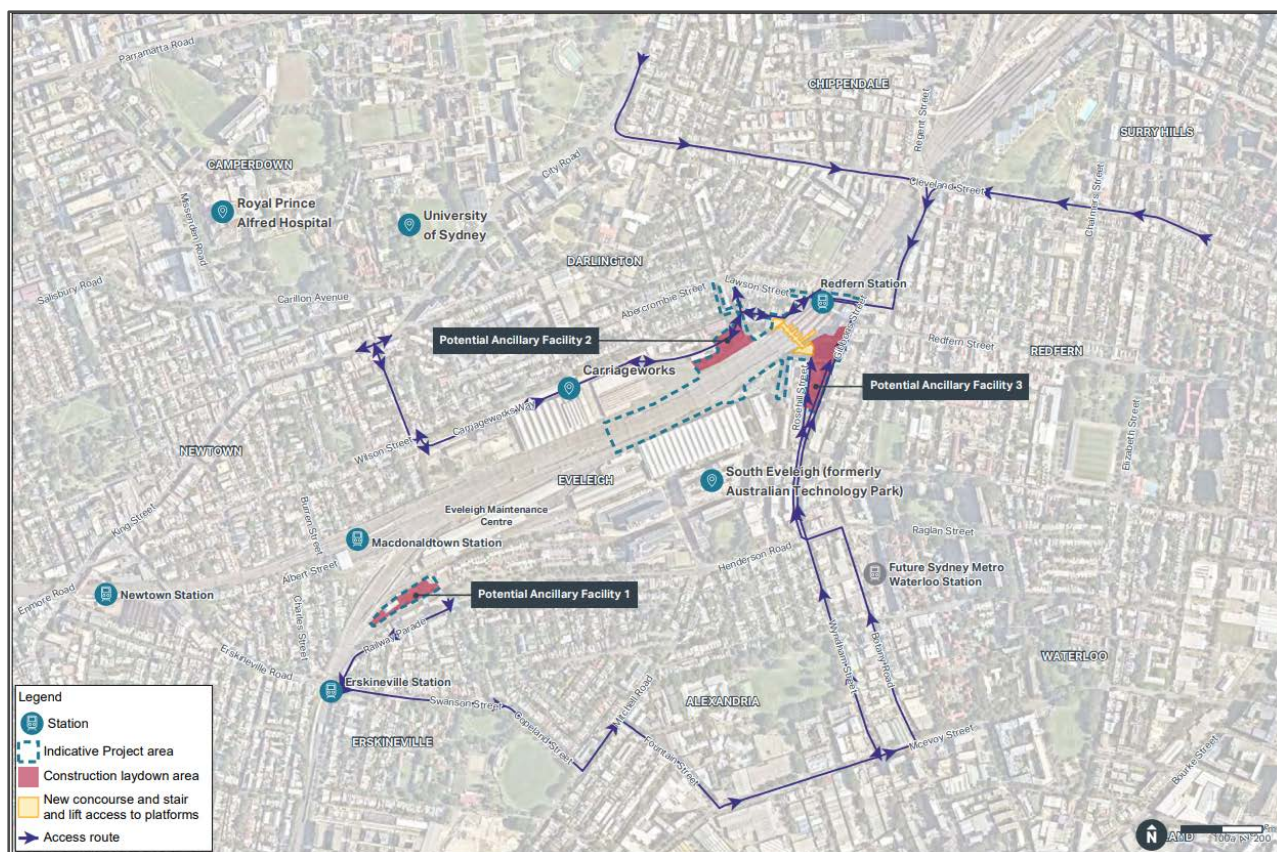 Parramatta Road
CHIPPENDALE
Regent Street
SURRY HILLS
CAMPERDOWN
City Road
Missenden Road
Royal Prince
Alfred Hospital
University
of Sydney
Cleveland Street
Chalmers Street
DARLINGTON
Salisbury Road
Carillon Avenue
Abercrombie Street
Lawson Street
Redfern Station
Gibbons Street
Potential Ancillary Facility 2
Redfern Street
REDFERN
Carriageworks
Potential Ancillary Facility 3
Rosehill Street
Carriageworks Way
Wilson Street
Elizabeth Street
NEWTOWN
EVELEIGH
South Eveleigh (formerly
Australian Technology Park)
King Street
Burren Street
Eveleigh Maintenance
Centre
Raglan Street
Macdonaldtown Station
Henderson Road
Albert Street
Future Sydney Metro
Waterloo Station
Enmore Road
Newtown Station
Potential Ancillary Facility 1
Charles Street
Railway Parade
Wyndham Street
Botany Road
WATERLOO
Erskineville Road
Erskineville Station
Swanson Street
Mitchell Road
ALEXANDRIA
Copeland Street
ERSKINEVILLE
Fountain Street
Mcevoy Street
Bourke Street
Legend
Station
Indicative Project area
Construction laydown area
New concourse and stair
and lift access to platforms
Access route
N